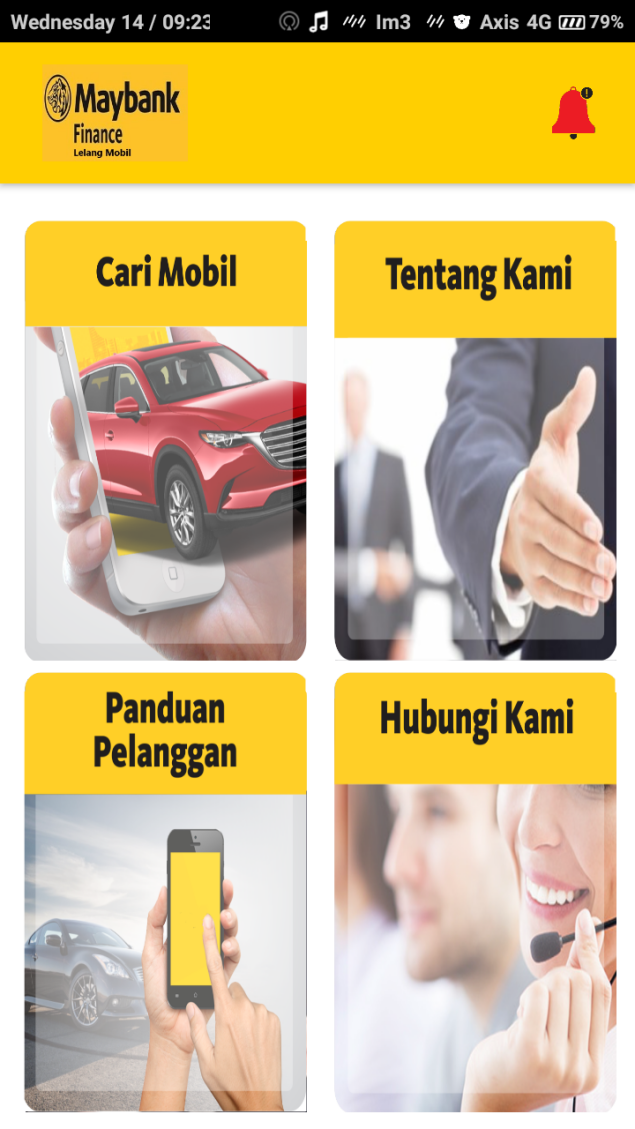 Wednesday 14 / 09:23 Im3 Axis 4G 79%
Maybank
Finance
Lelang Mobil
Cari Mobil
Tentang Kami
Panduan
Pelanggan
Hubungi Kami